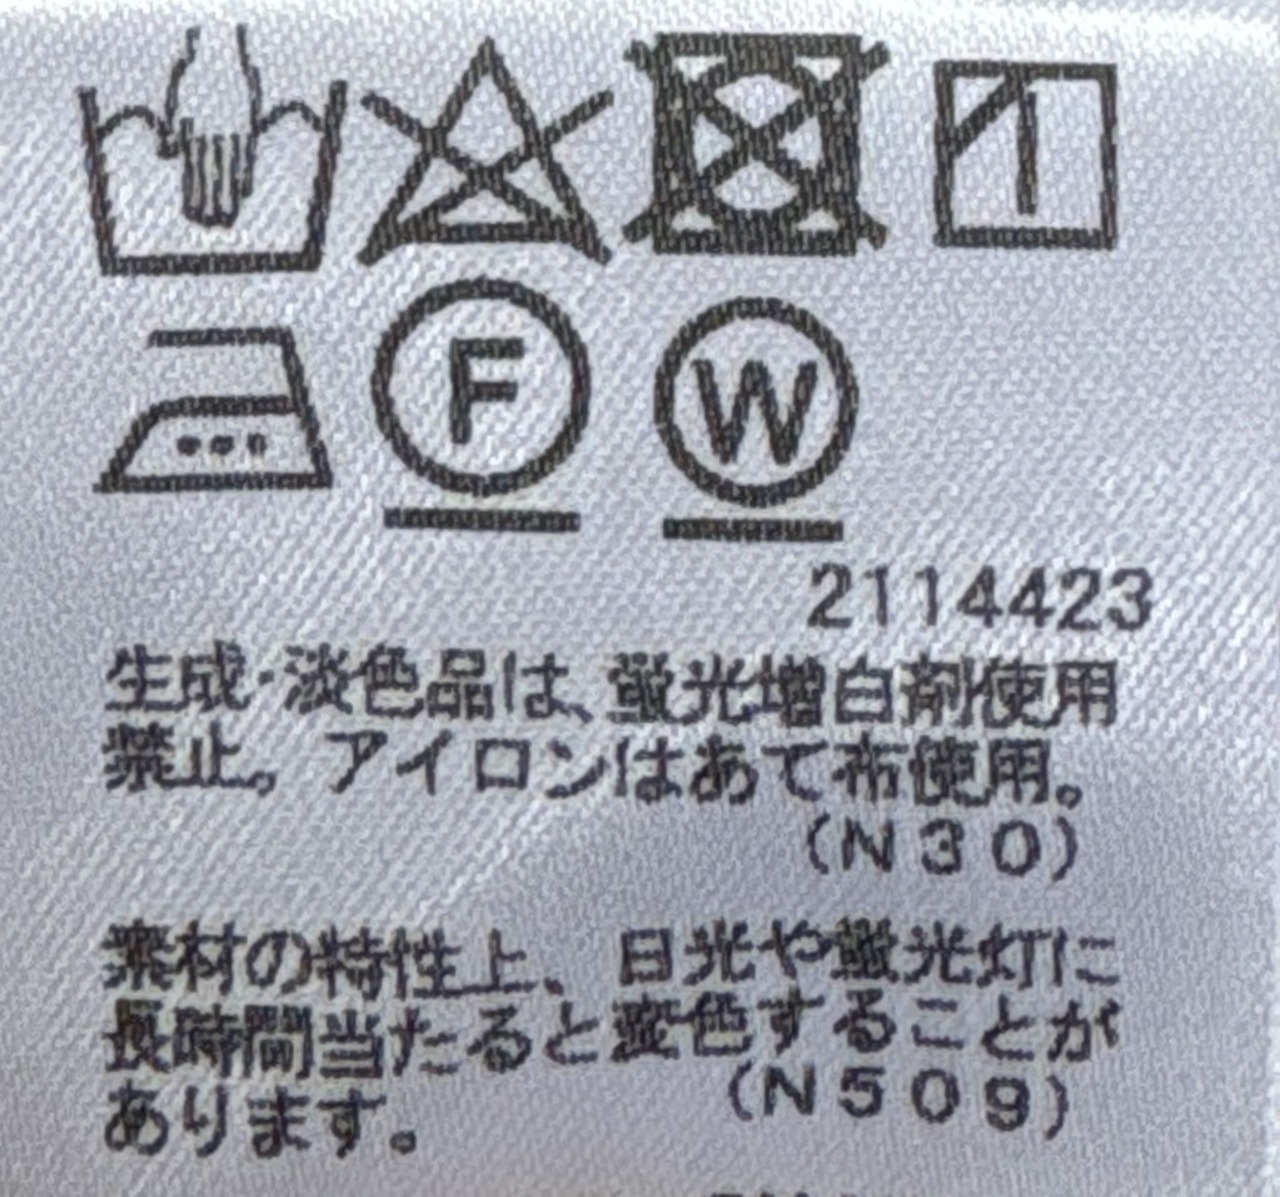 F
W
2114423
生成・淡色品は、蛍光増白剤使用
禁止。アイロンはあて布使用。
(N30)
素材の特性上、日光や蛍光灯に
長時間当たると変色することが
あります。
(N509)